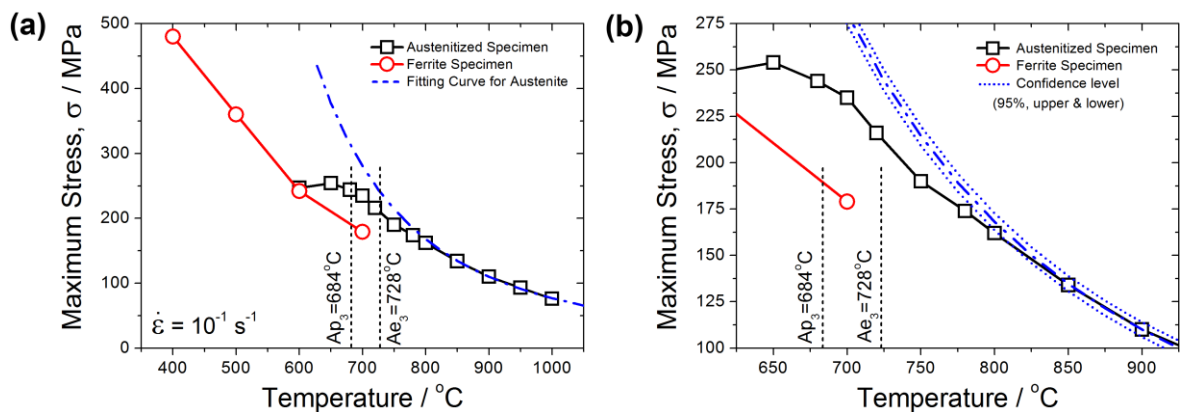 (a)
500
400
300
200
100
0
Maximum Stress, σ / MPa
Austenitized Specimen
Ferrite Specimen
Fitting Curve for Austenite
Ap₃=684°C
Ae₃=728°C
ε̇ = 10⁻¹ s⁻¹
400 500 600 700 800 900 1000
Temperature / °C
(b)
275
250
225
200
175
150
125
100
Maximum Stress, σ / MPa
Austenitized Specimen
Ferrite Specimen
Confidence level
(95%, upper & lower)
Ap₃=684°C
Ae₃=728°C
650 700 750 800 850 900
Temperature / °C